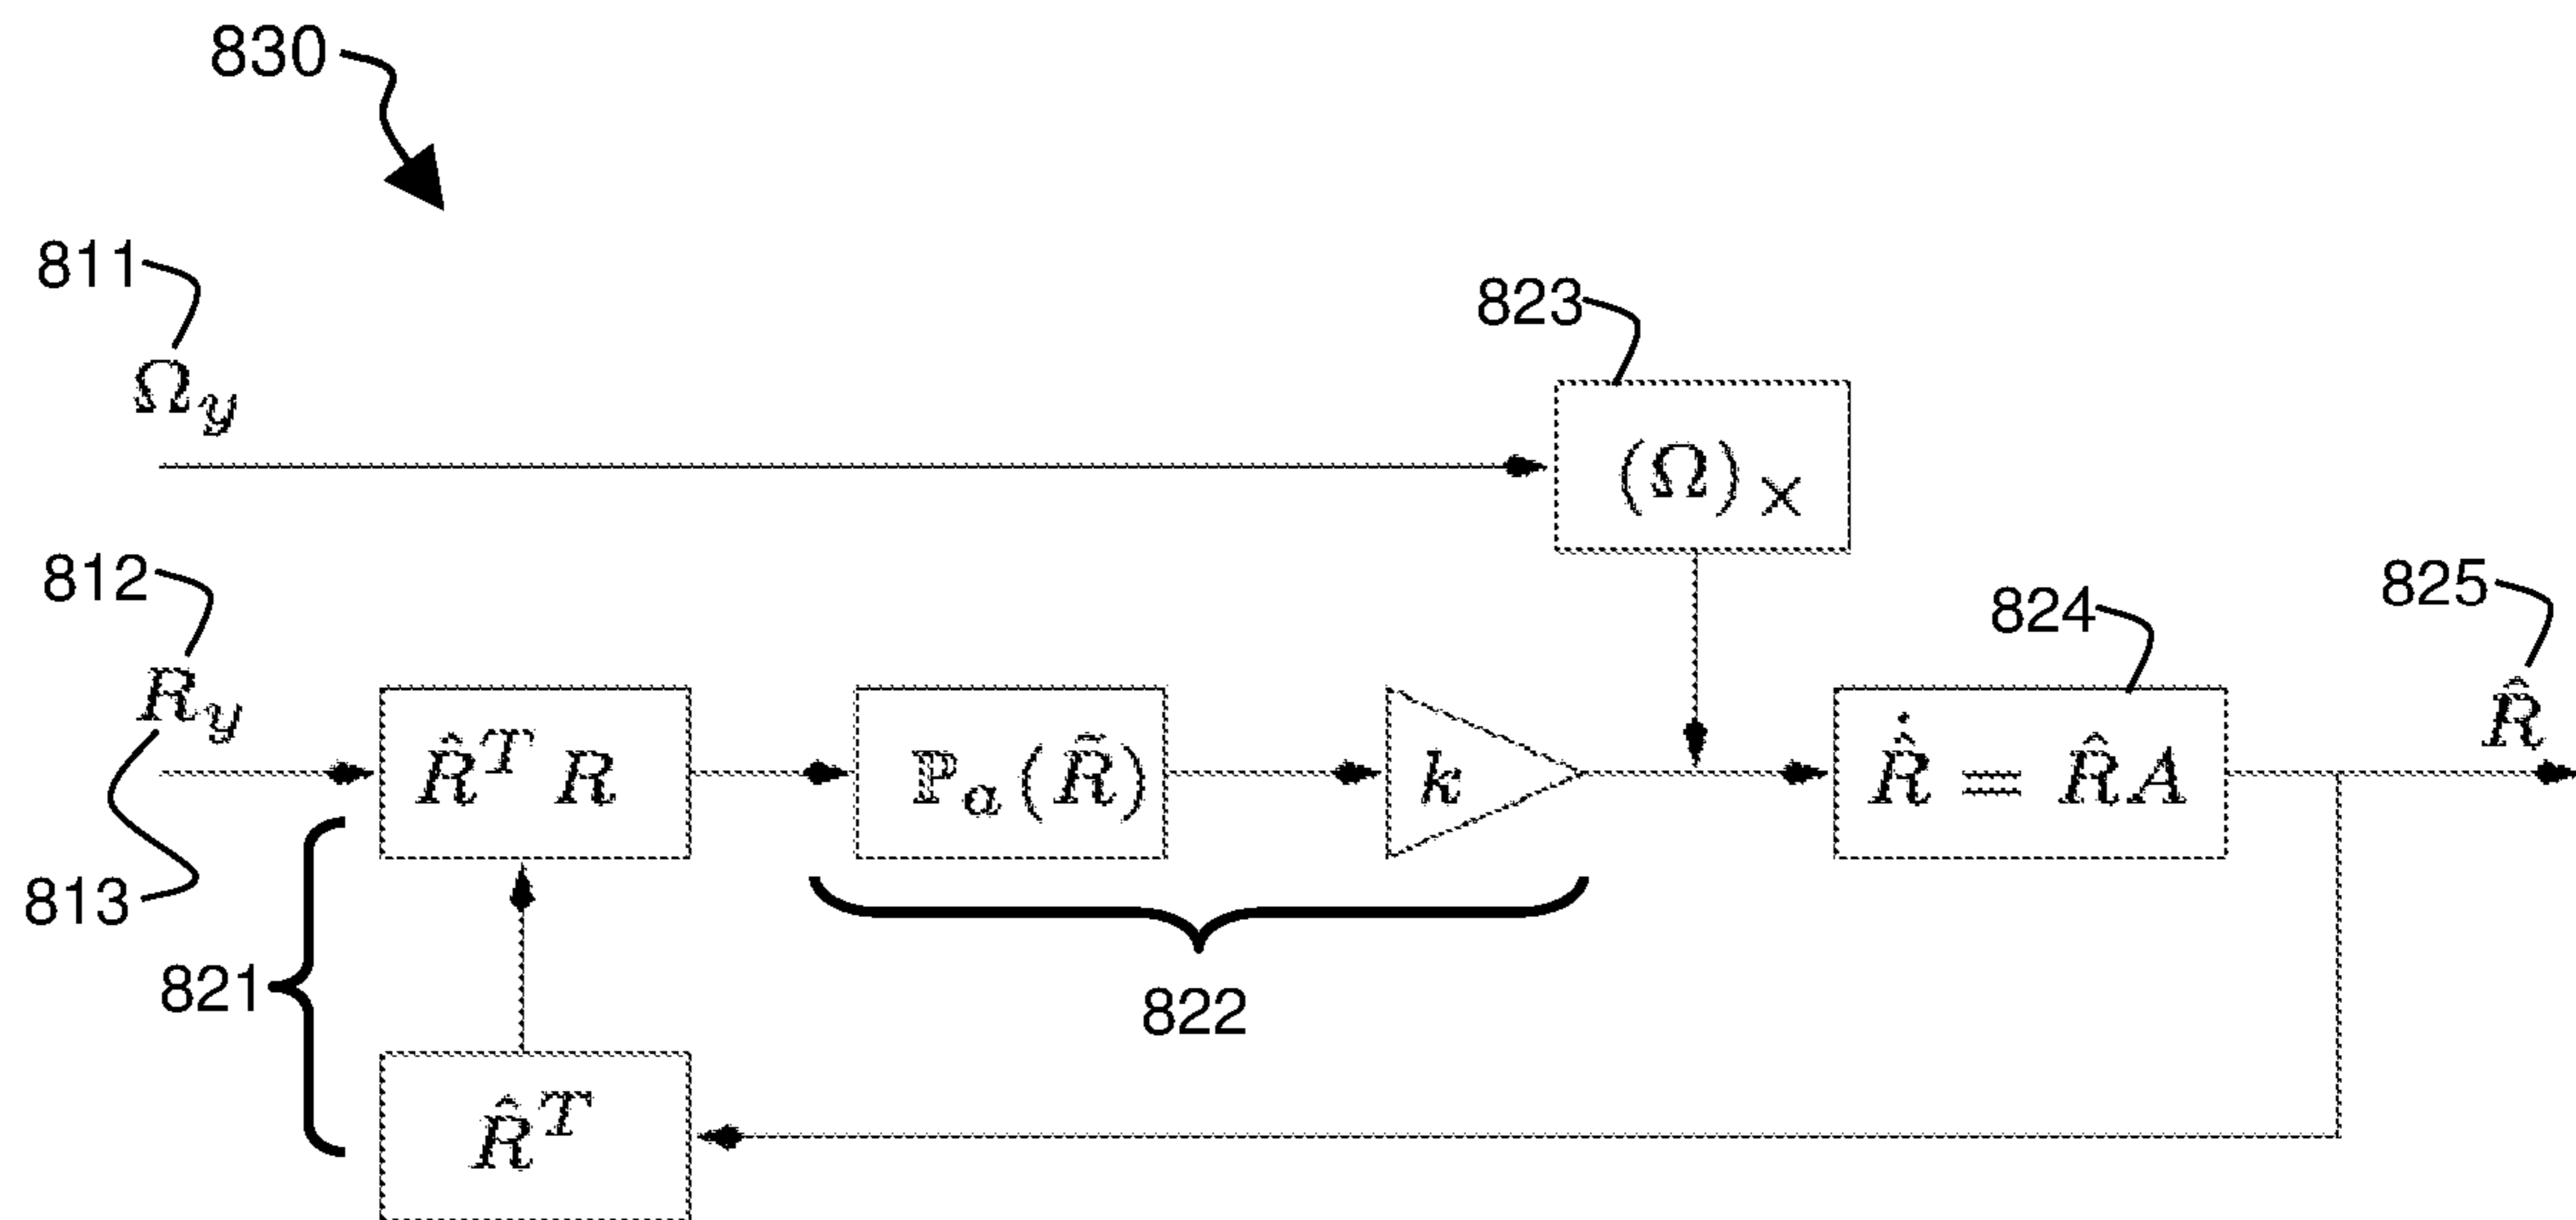 830
811
Ω_y
823
(Ω)×
812
R_y
824
825
R̂^T R
ℙ_a(R̃)
k
R̂̇ = R̂A
R̂
813
821
822
R̂^T